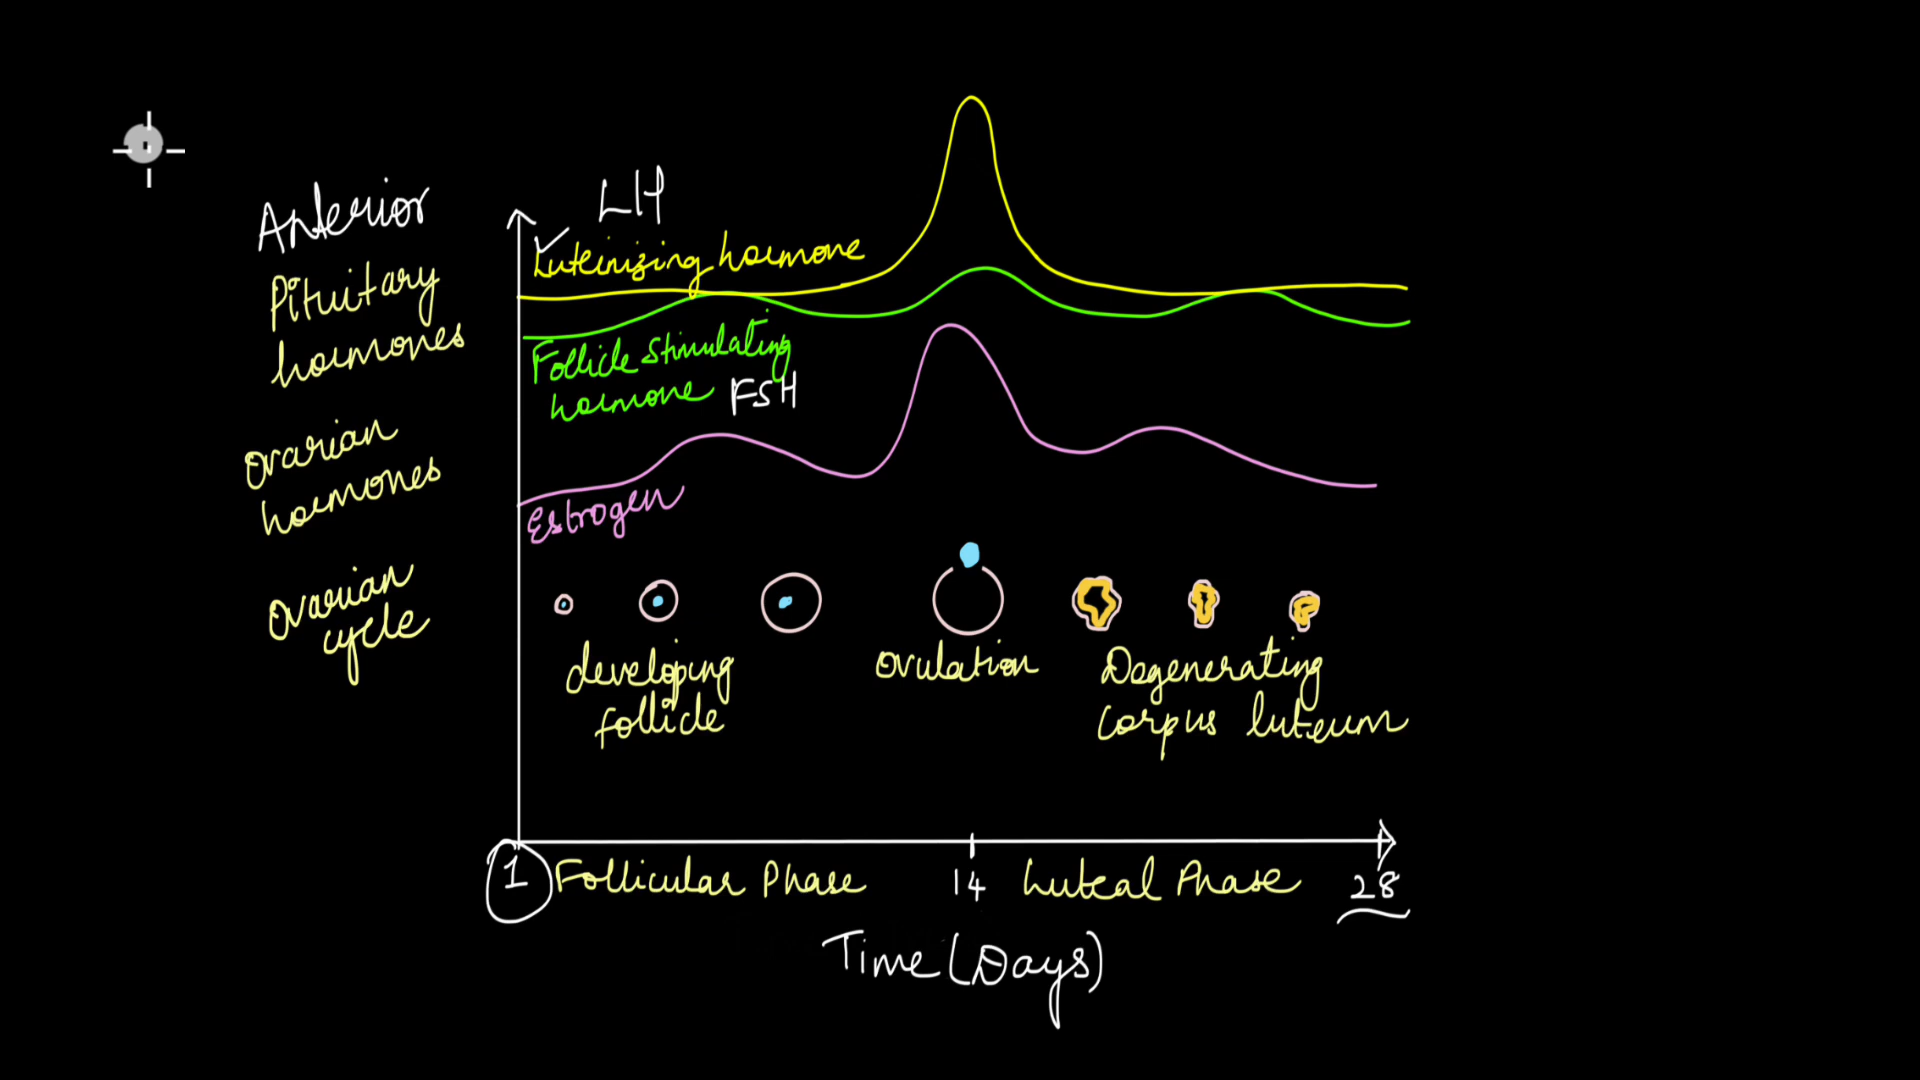 Anterior
Pituitary
hormones
Ovarian
hormones
Ovarian
cycle
LH
Luteinizing hormone
Follicle Stimulating
hormone FSH
Estrogen
developing
follicle
ovulation
Degenerating
corpus luteum
1 Follicular Phase 14 Luteal Phase 28
Time (Days)